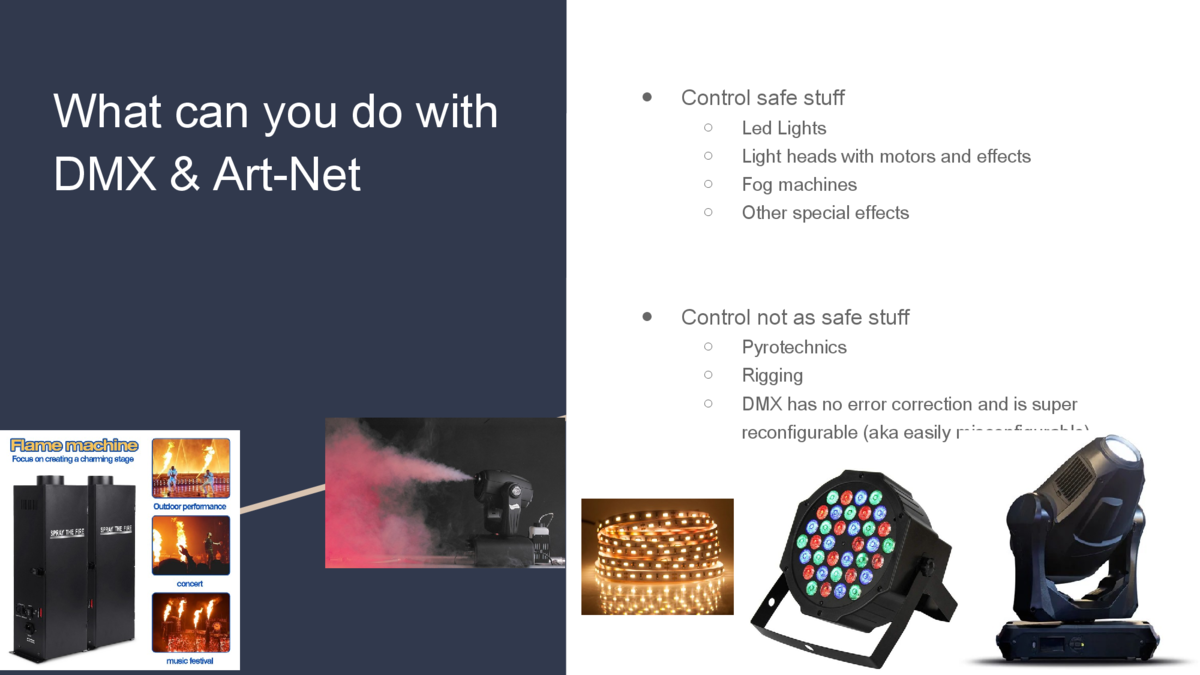 What can you do with
DMX & Art-Net
● Control safe stuff
○ Led Lights
○ Light heads with motors and effects
○ Fog machines
○ Other special effects
● Control not as safe stuff
○ Pyrotechnics
○ Rigging
○ DMX has no error correction and is super
reconfigurable (aka easily misconfigurable)
Flame machine
Focus on creating a charming stage
SPRAY THE FIRE
SPRAY THE FIRE
Outdoor performance
concert
music festival